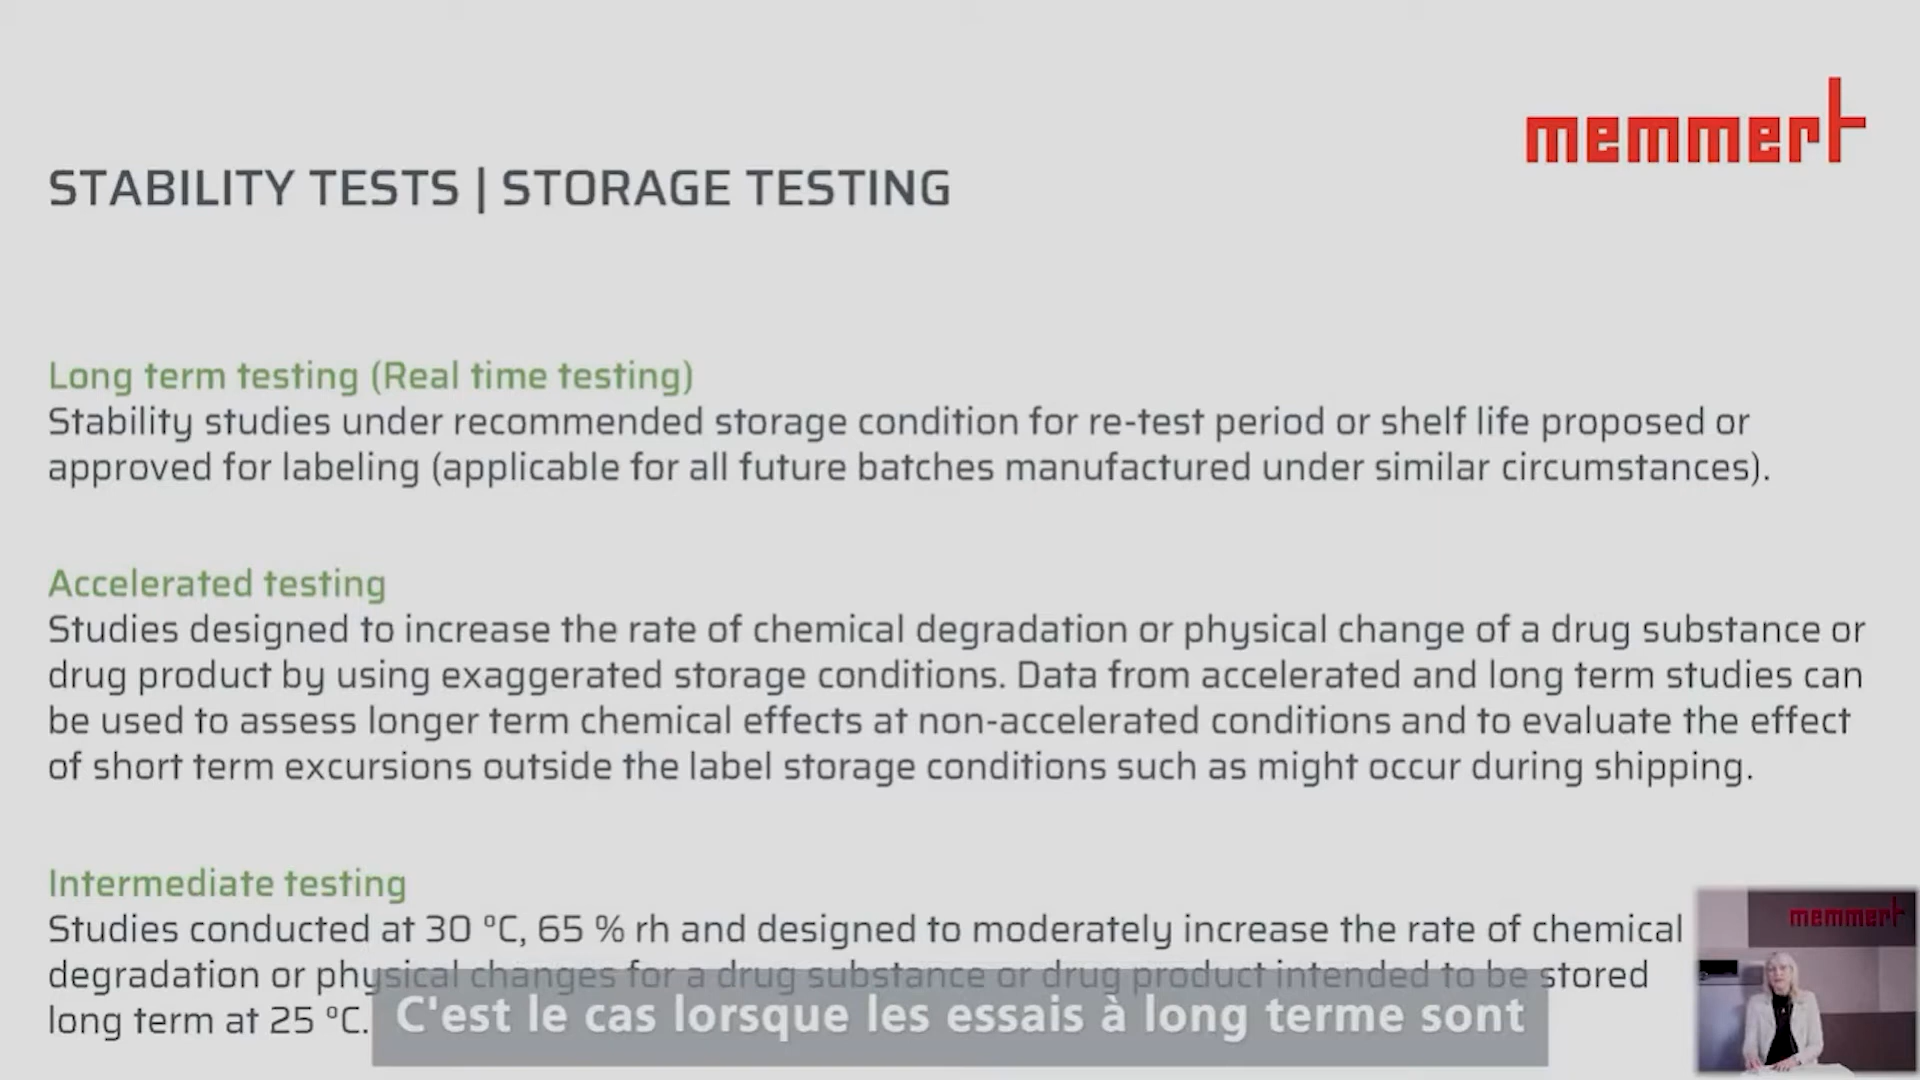 memmert
STABILITY TESTS | STORAGE TESTING
Long term testing (Real time testing)
Stability studies under recommended storage condition for re-test period or shelf life proposed or
approved for labeling (applicable for all future batches manufactured under similar circumstances).
Accelerated testing
Studies designed to increase the rate of chemical degradation or physical change of a drug substance or
drug product by using exaggerated storage conditions. Data from accelerated and long term studies can
be used to assess longer term chemical effects at non-accelerated conditions and to evaluate the effect
of short term excursions outside the label storage conditions such as might occur during shipping.
Intermediate testing
Studies conducted at 30 ºC, 65 % rh and designed to moderately increase the rate of chemical
degradation or physical changes for a drug substance or drug product intended to be stored
long term at 25 ºC.
C'est le cas lorsque les essais à long terme sont
memmert